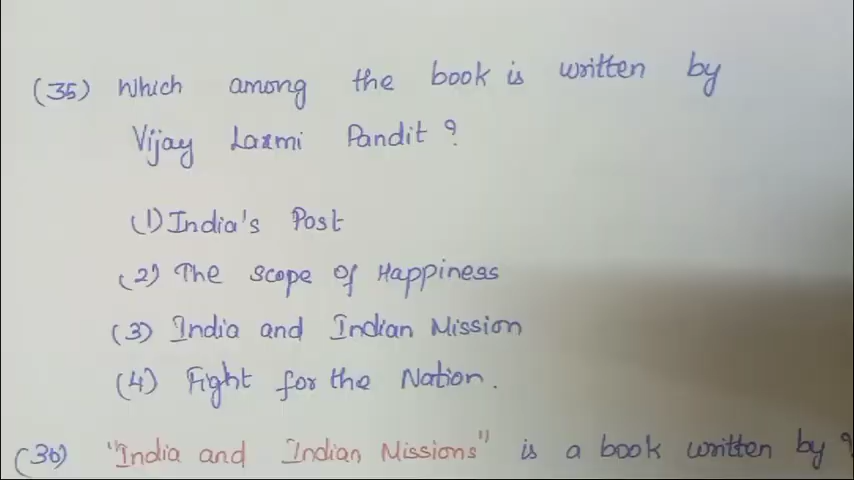 (35) Which among the book is written by
Vijay Laxmi Pandit ?
(1) India's Post
(2) The Scope of Happiness
(3) India and Indian Mission
(4) Fight for the Nation.
(36) "India and Indian Missions" is a book written by ?